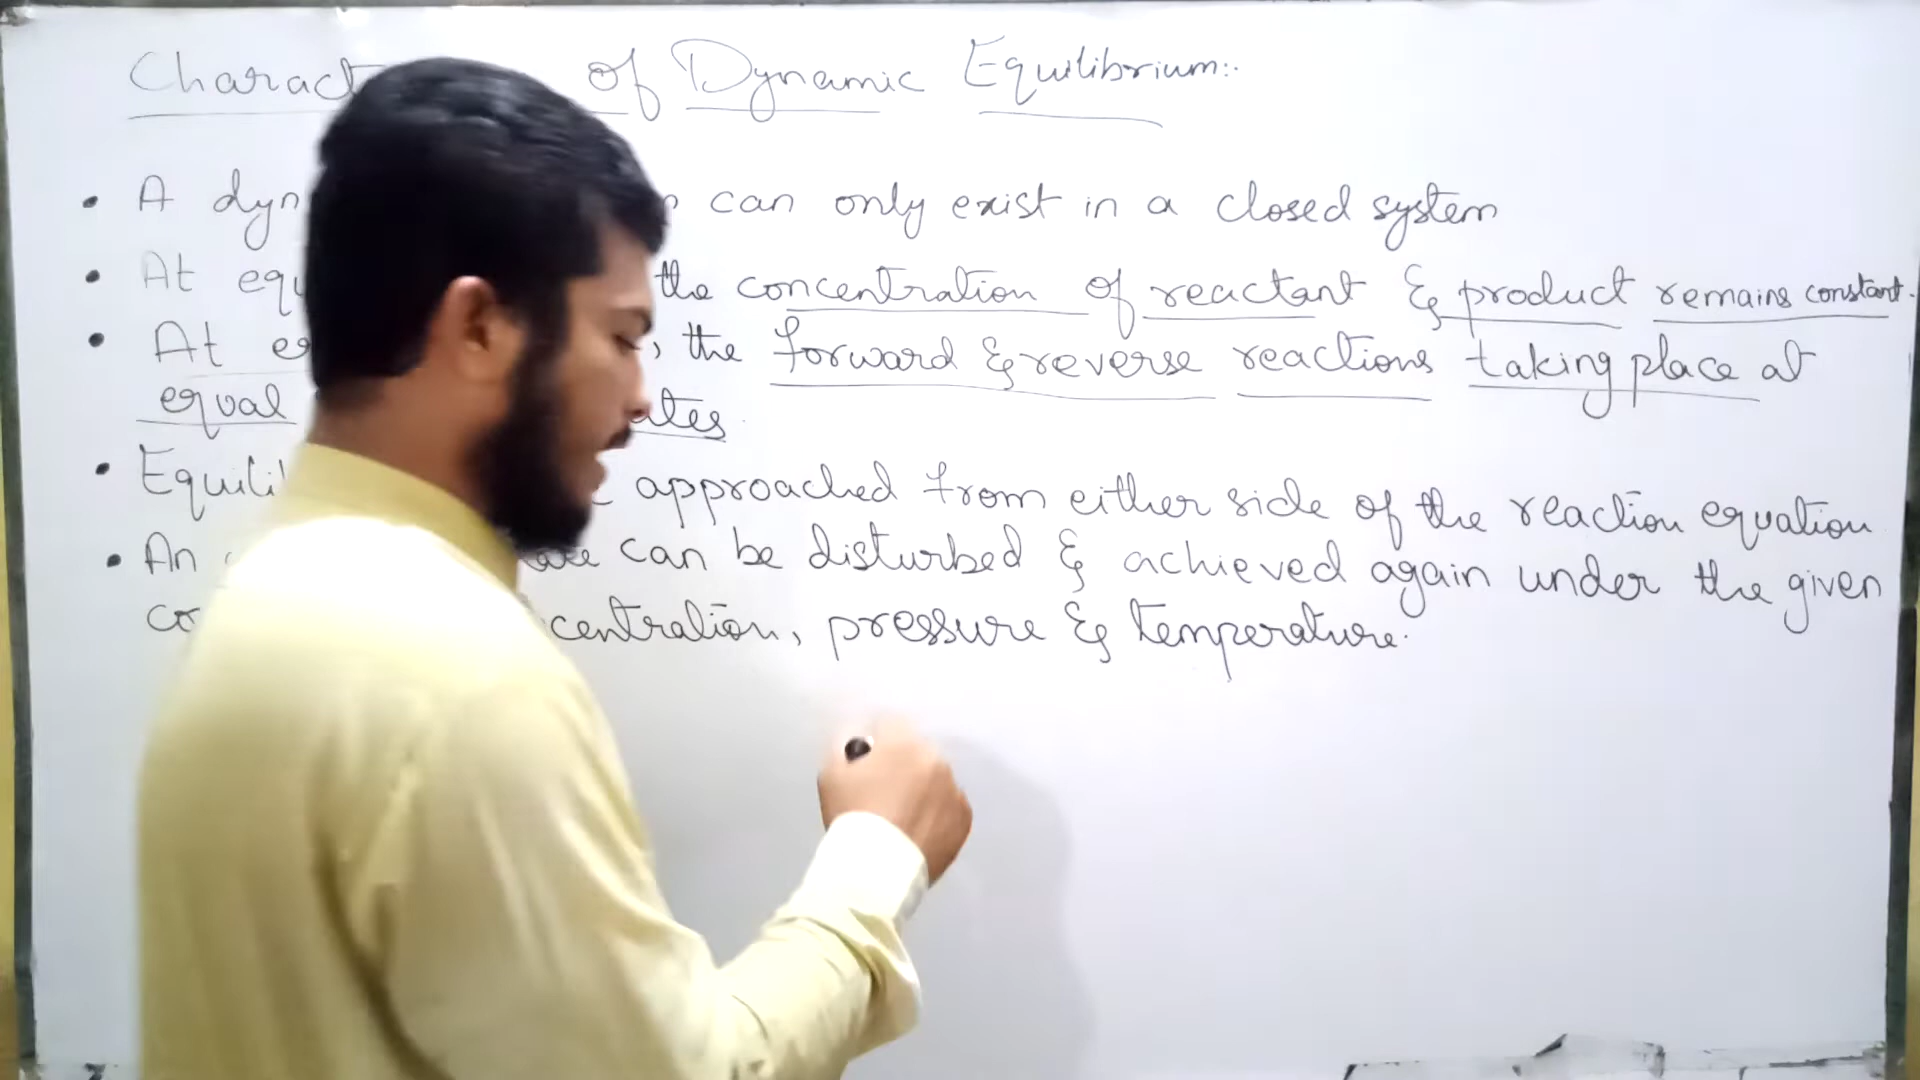 Charact of Dynamic Equilibrium:.
• A dyn can only exist in a closed system
• At equ the concentration of reactant & product remains constant.
• At eq , the forward & reverse reactions taking place at
equal ates.
• Equili approached from either side of the reaction equation
• An can be disturbed & achieved again under the given
co centration, pressure & temperature.